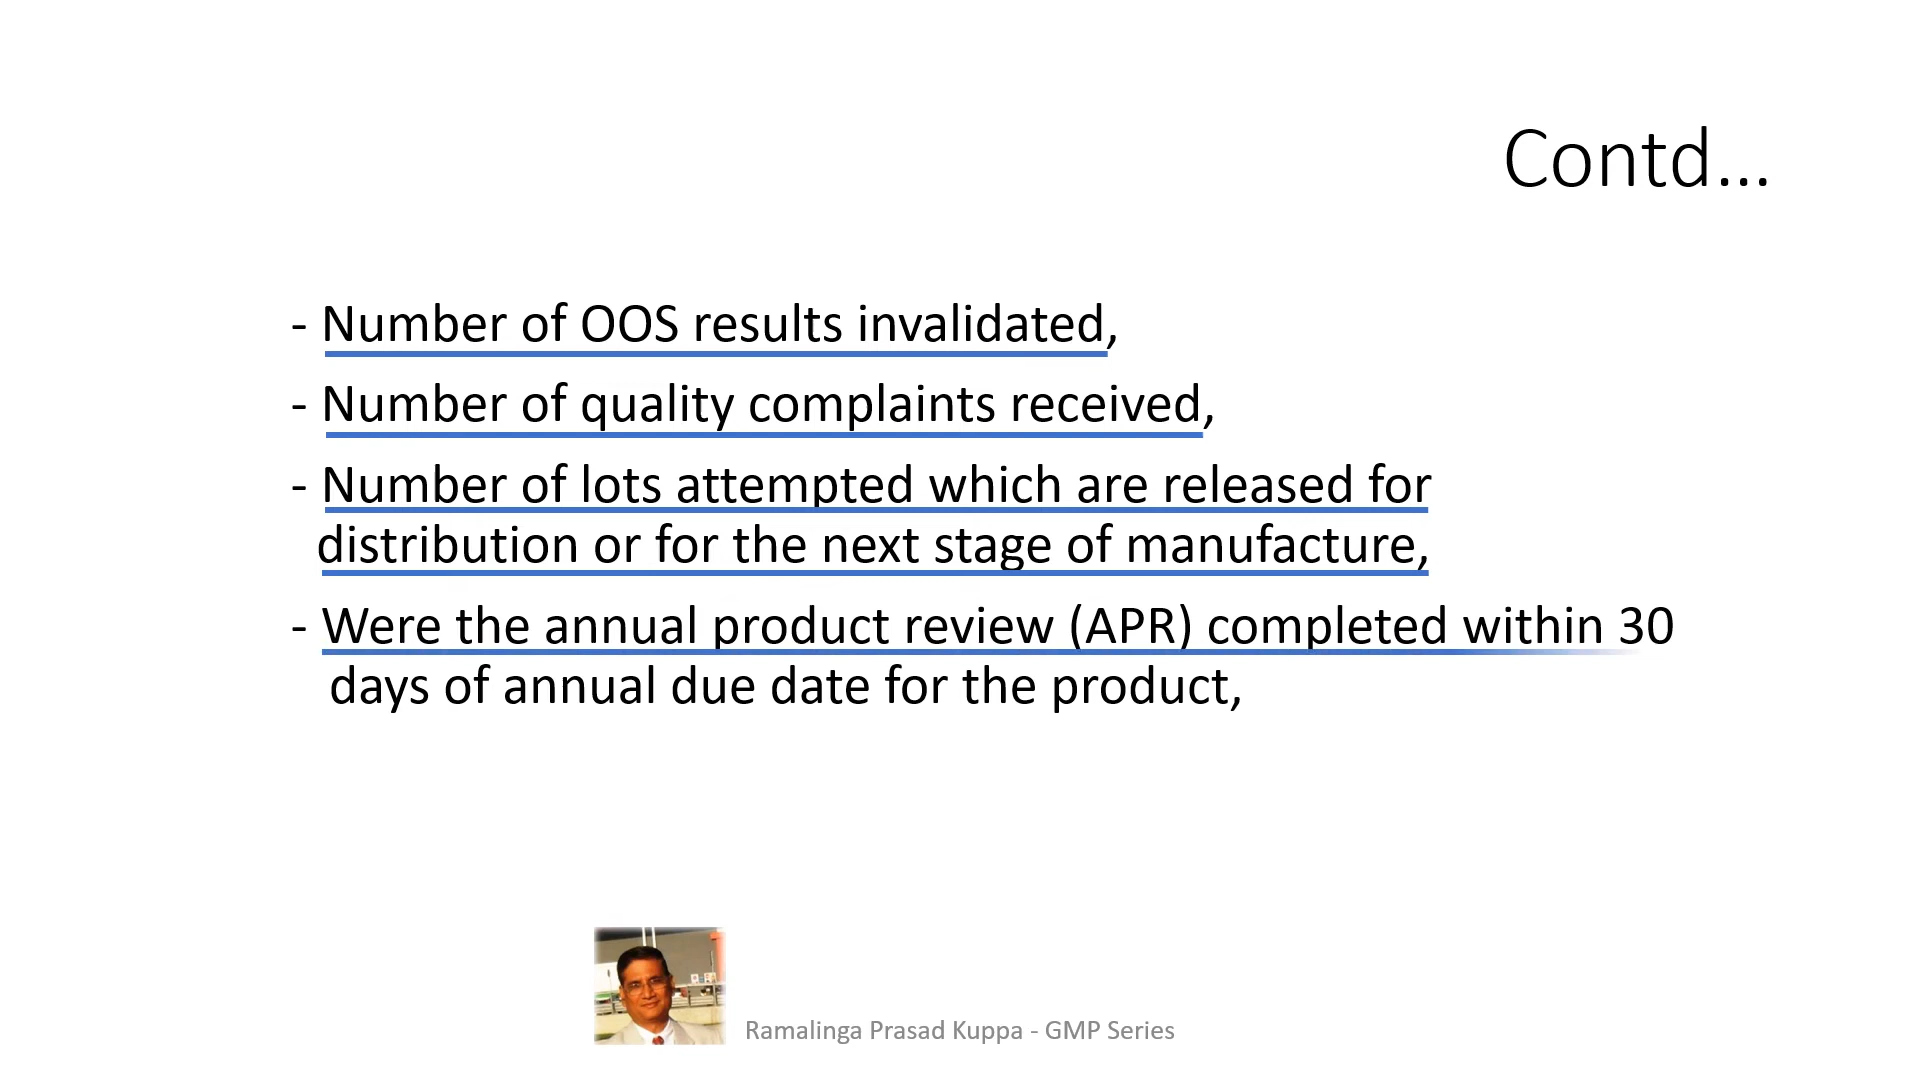 Contd...
- Number of OOS results invalidated,
- Number of quality complaints received,
- Number of lots attempted which are released for
distribution or for the next stage of manufacture,
- Were the annual product review (APR) completed within 30
days of annual due date for the product,
Ramalinga Prasad Kuppa - GMP Series